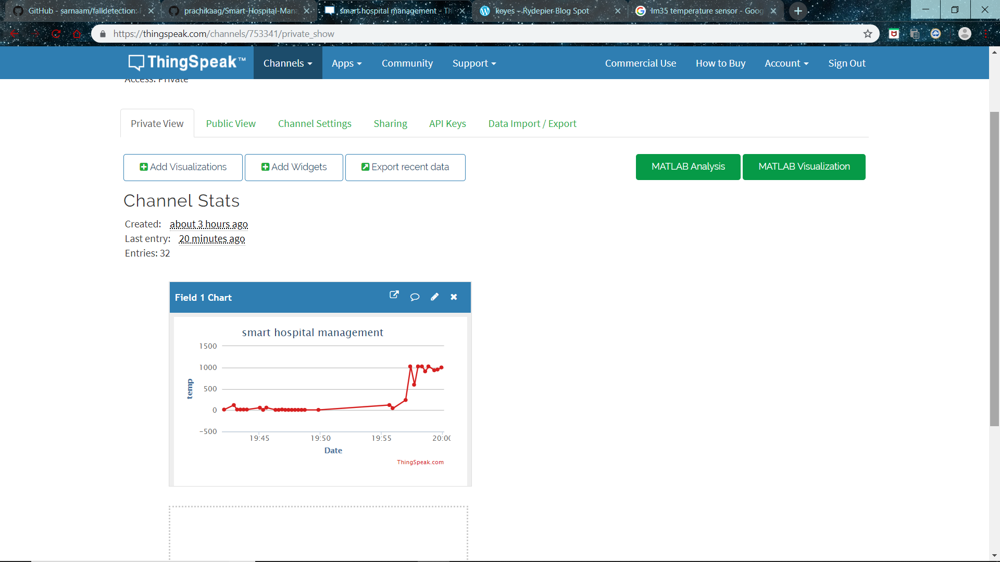 GitHub - sarnaam/falldetection:
prachikaag/Smart-Hospital-Man
smart hospital management - Th
keyes – Rydepier Blog Spot
lm35 temperature sensor - Goog
https://thingspeak.com/channels/753341/private_show
ThingSpeak™
Channels
Apps
Community
Support
Commercial Use
How to Buy
Account
Sign Out
Access: Private
Private View
Public View
Channel Settings
Sharing
API Keys
Data Import / Export
Add Visualizations
Add Widgets
Export recent data
MATLAB Analysis
MATLAB Visualization
Channel Stats
Created: about 3 hours ago
Last entry: 20 minutes ago
Entries: 32
Field 1 Chart
smart hospital management
1500
1000
500
0
-500
temp
19:45
19:50
19:55
20:00
Date
ThingSpeak.com